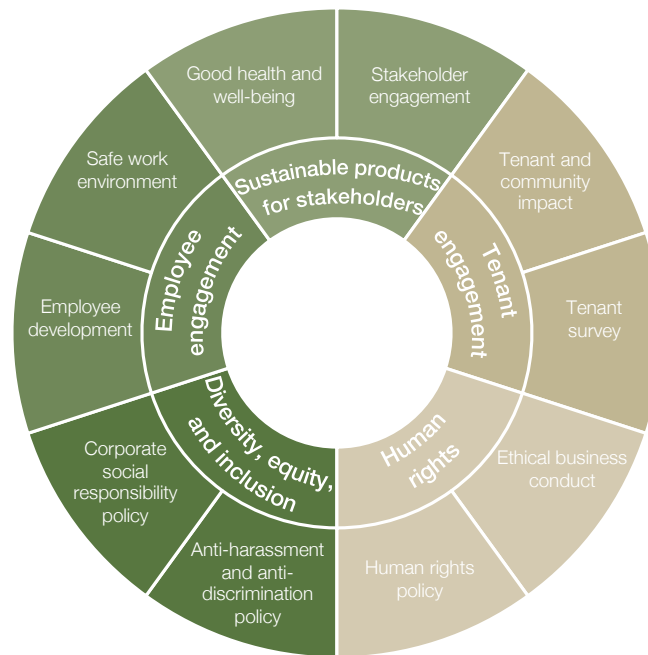 Good health and
well-being
Stakeholder
engagement
Sustainable products
for stakeholders
Safe work
environment
Tenant and
community
impact
Employee
engagement
Tenant
engagement
Employee
development
Tenant
survey
Diversity, equity,
and inclusion
Human
rights
Corporate
social
responsibility
policy
Ethical business
conduct
Anti-harassment
and anti-
discrimination
policy
Human rights
policy